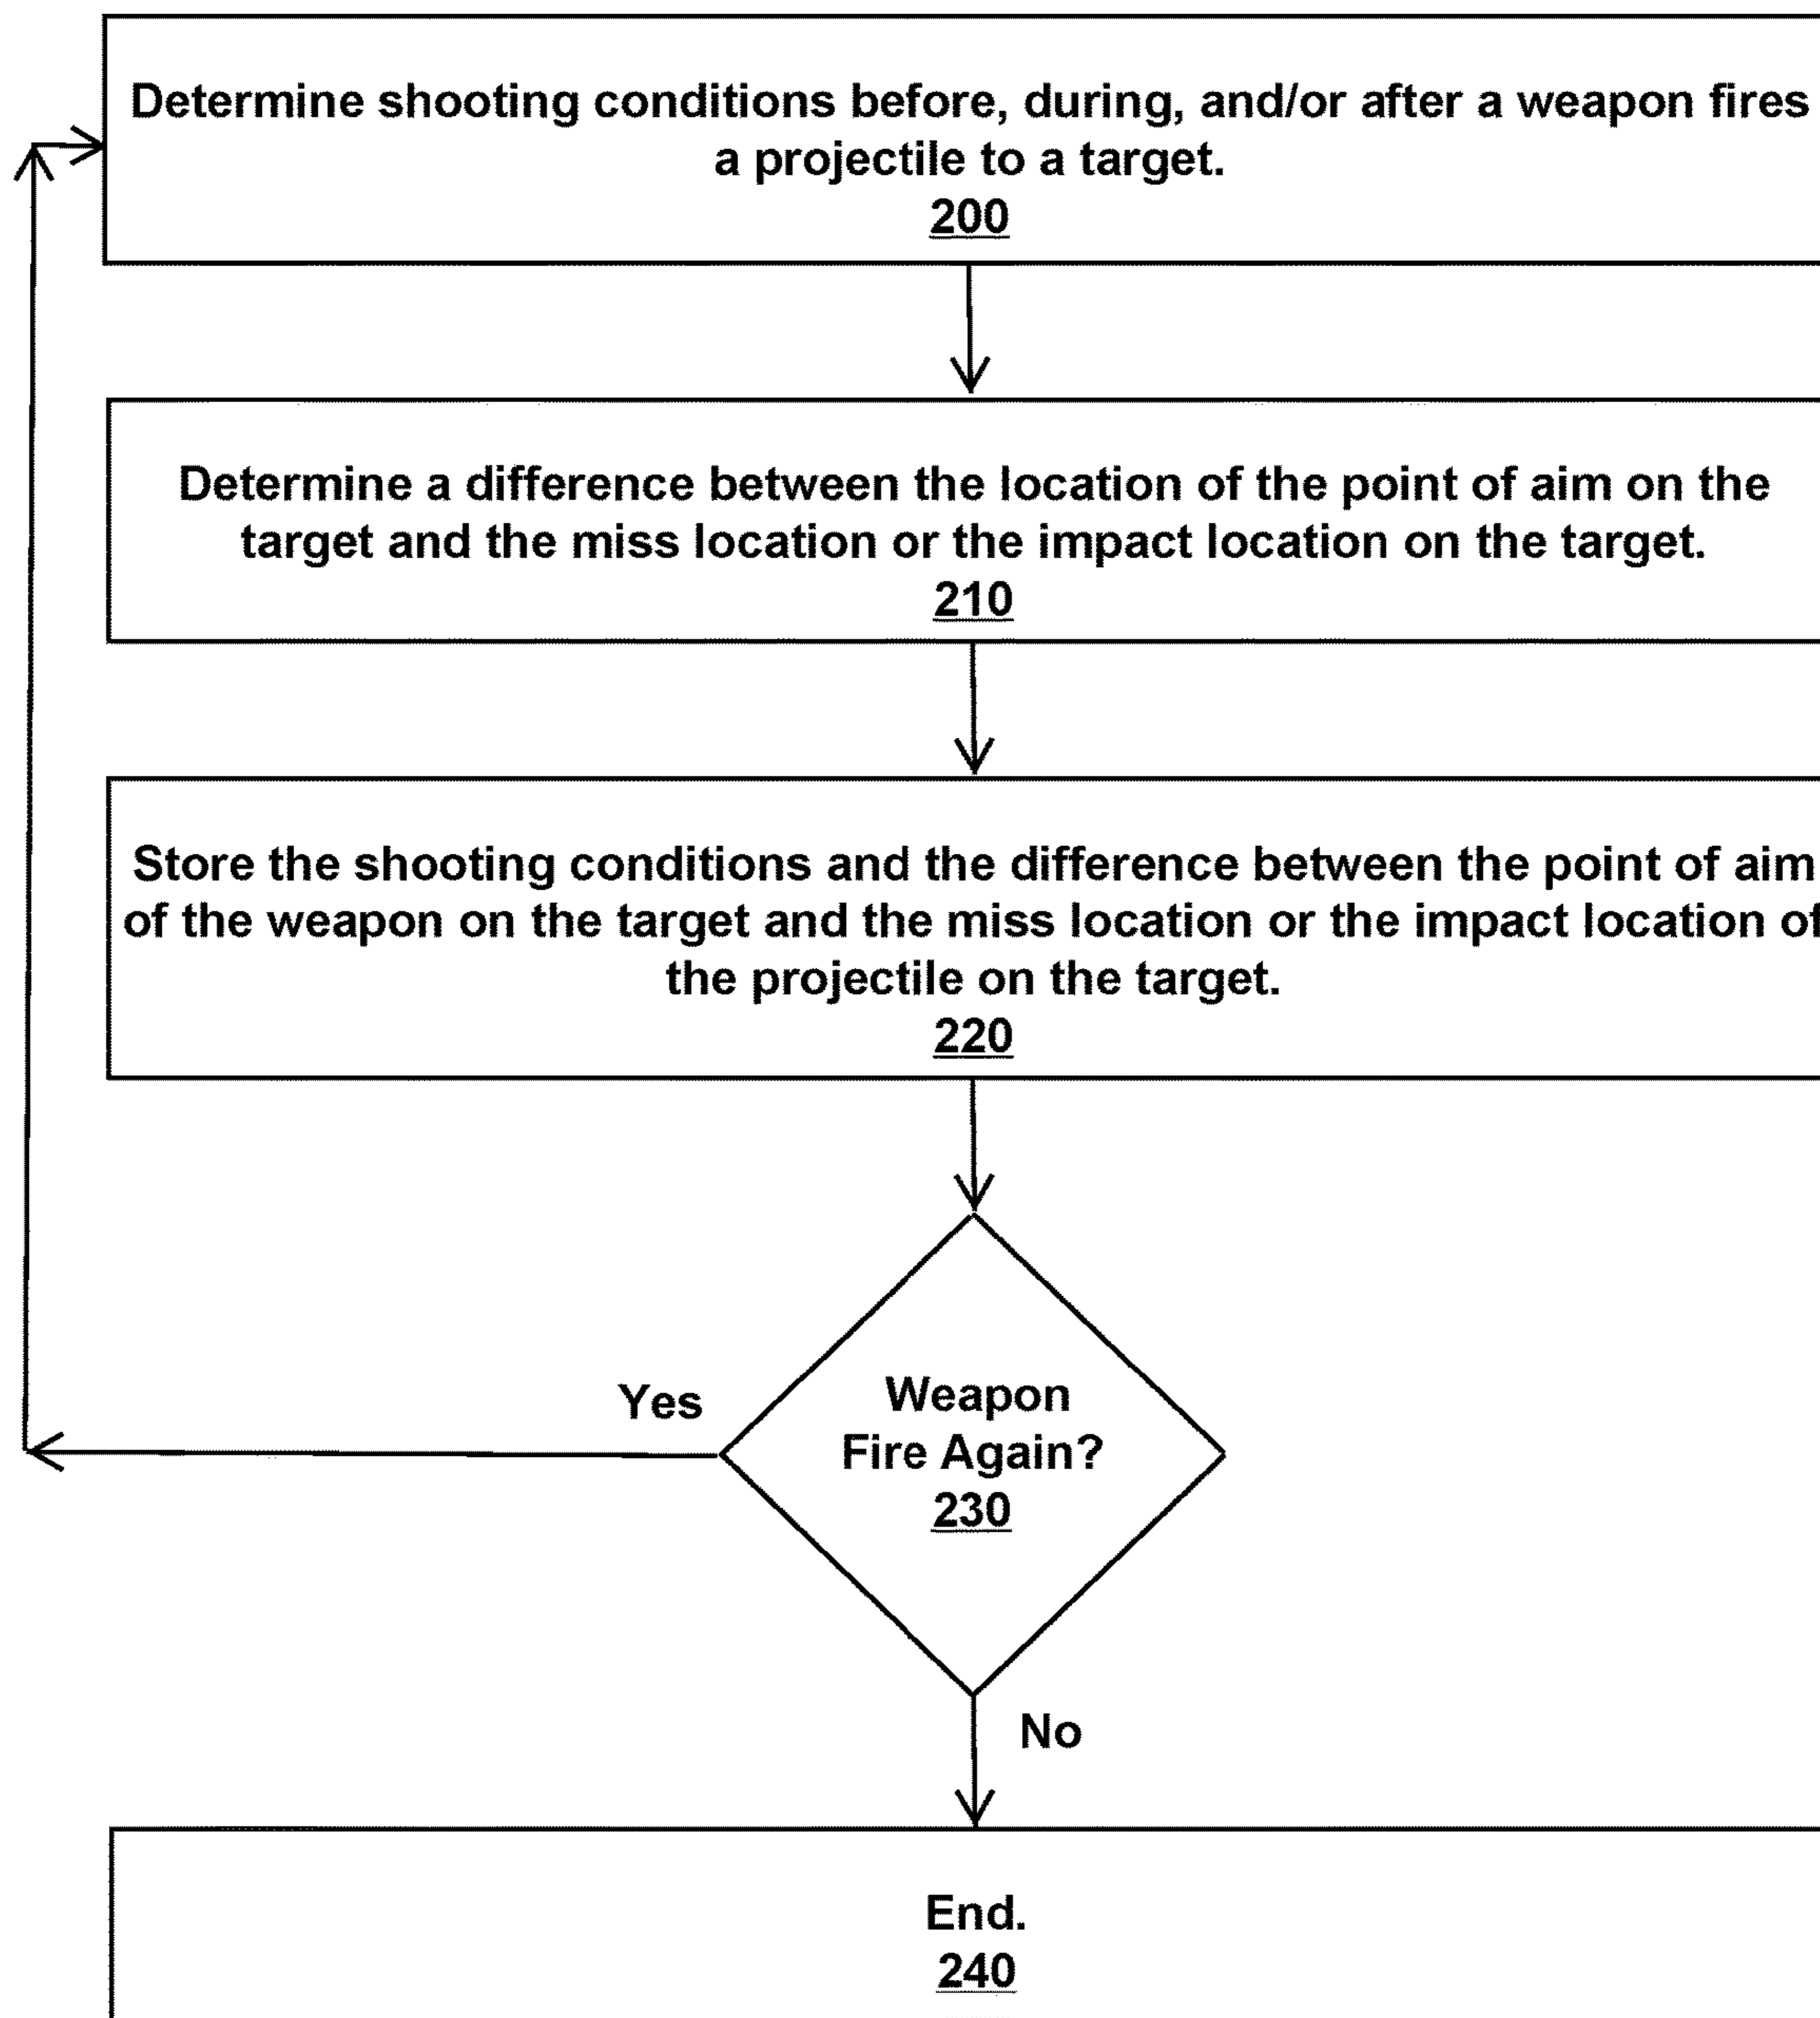 Determine shooting conditions before, during, and/or after a weapon fires
a projectile to a target.
200
Determine a difference between the location of the point of aim on the
target and the miss location or the impact location on the target.
210
Store the shooting conditions and the difference between the point of aim
of the weapon on the target and the miss location or the impact location of
the projectile on the target.
220
Yes
Weapon
Fire Again?
230
No
End.
240